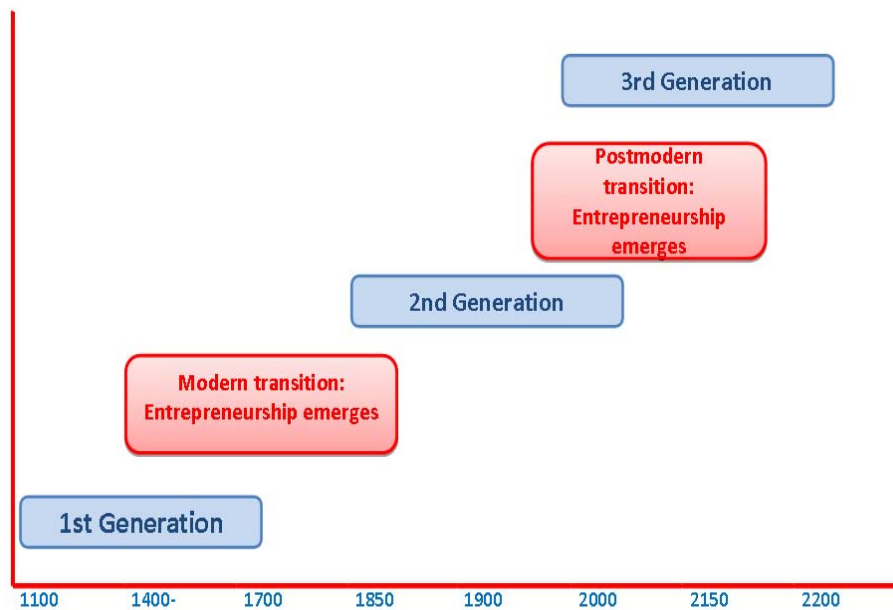 3rd Generation
Postmodern
transition:
Entrepreneurship
emerges
2nd Generation
Modern transition:
Entrepreneurship emerges
1st Generation
1100 1400- 1700 1850 1900 2000 2150 2200